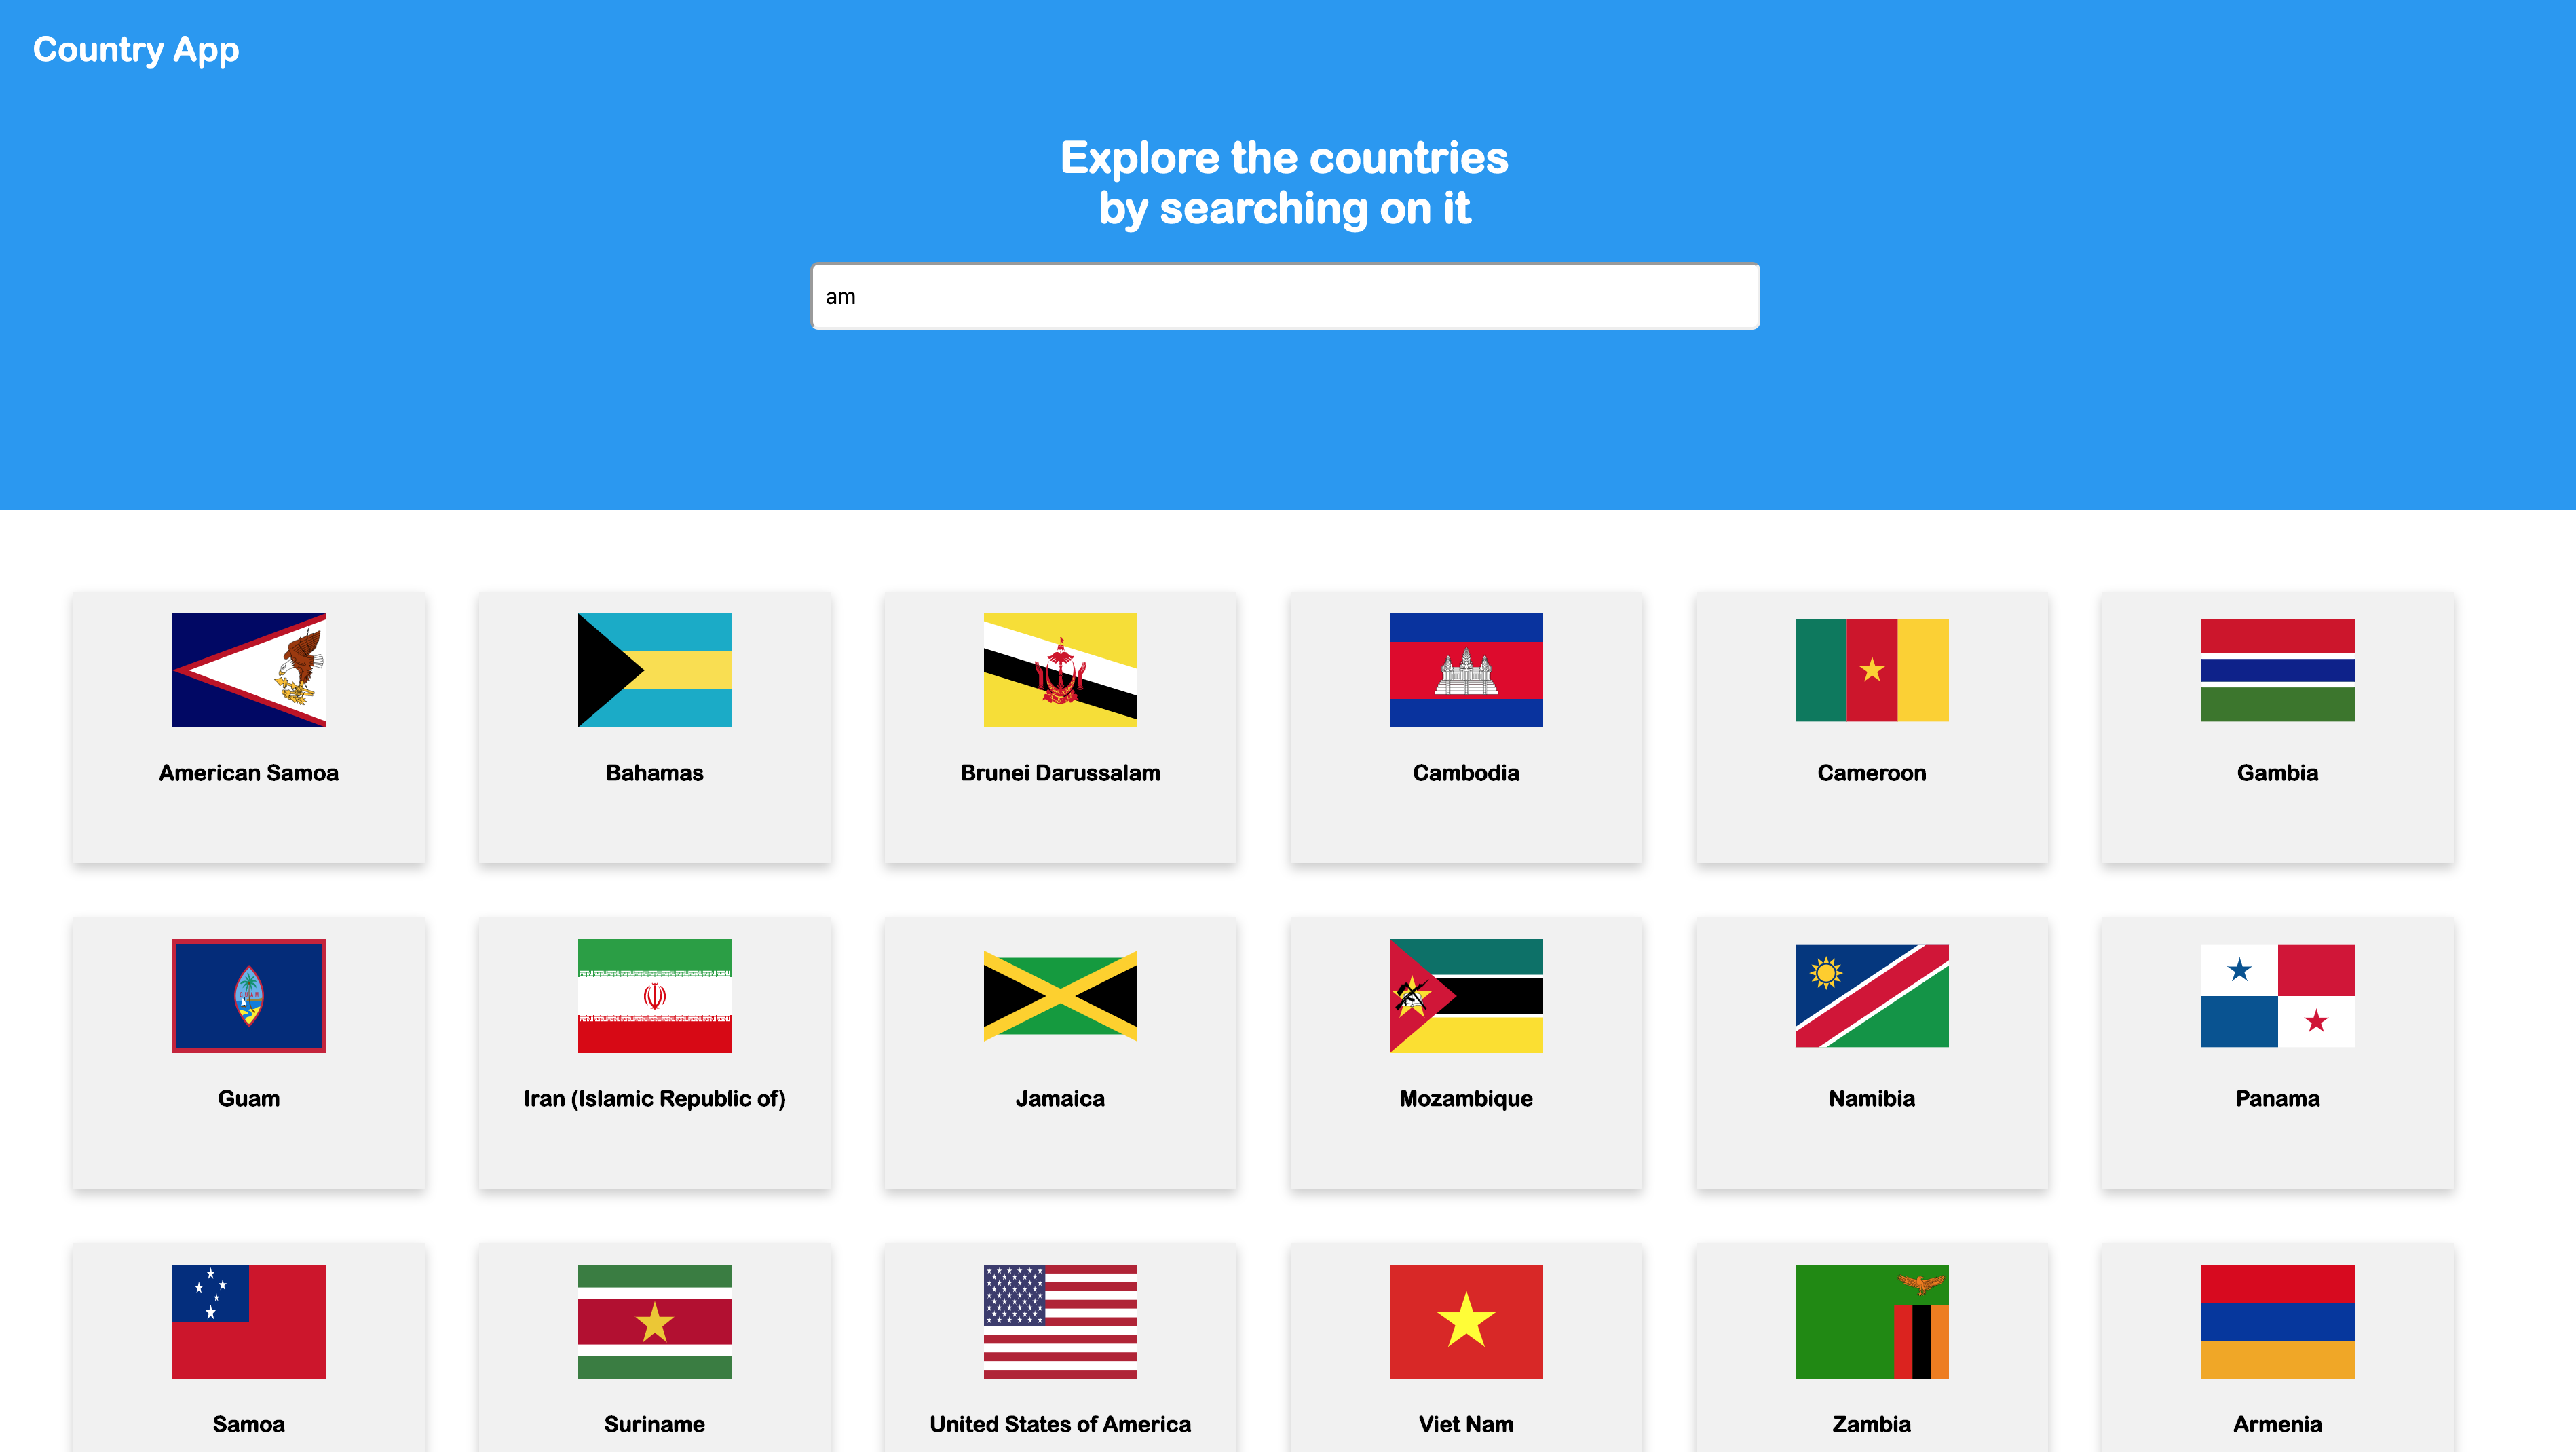 Country App
Explore the countries
by searching on it
am
American Samoa
Bahamas
Brunei Darussalam
Cambodia
Cameroon
Gambia
GUAM
Guam
Iran (Islamic Republic of)
Jamaica
Mozambique
Namibia
Panama
Samoa
Suriname
United States of America
Viet Nam
Zambia
Armenia